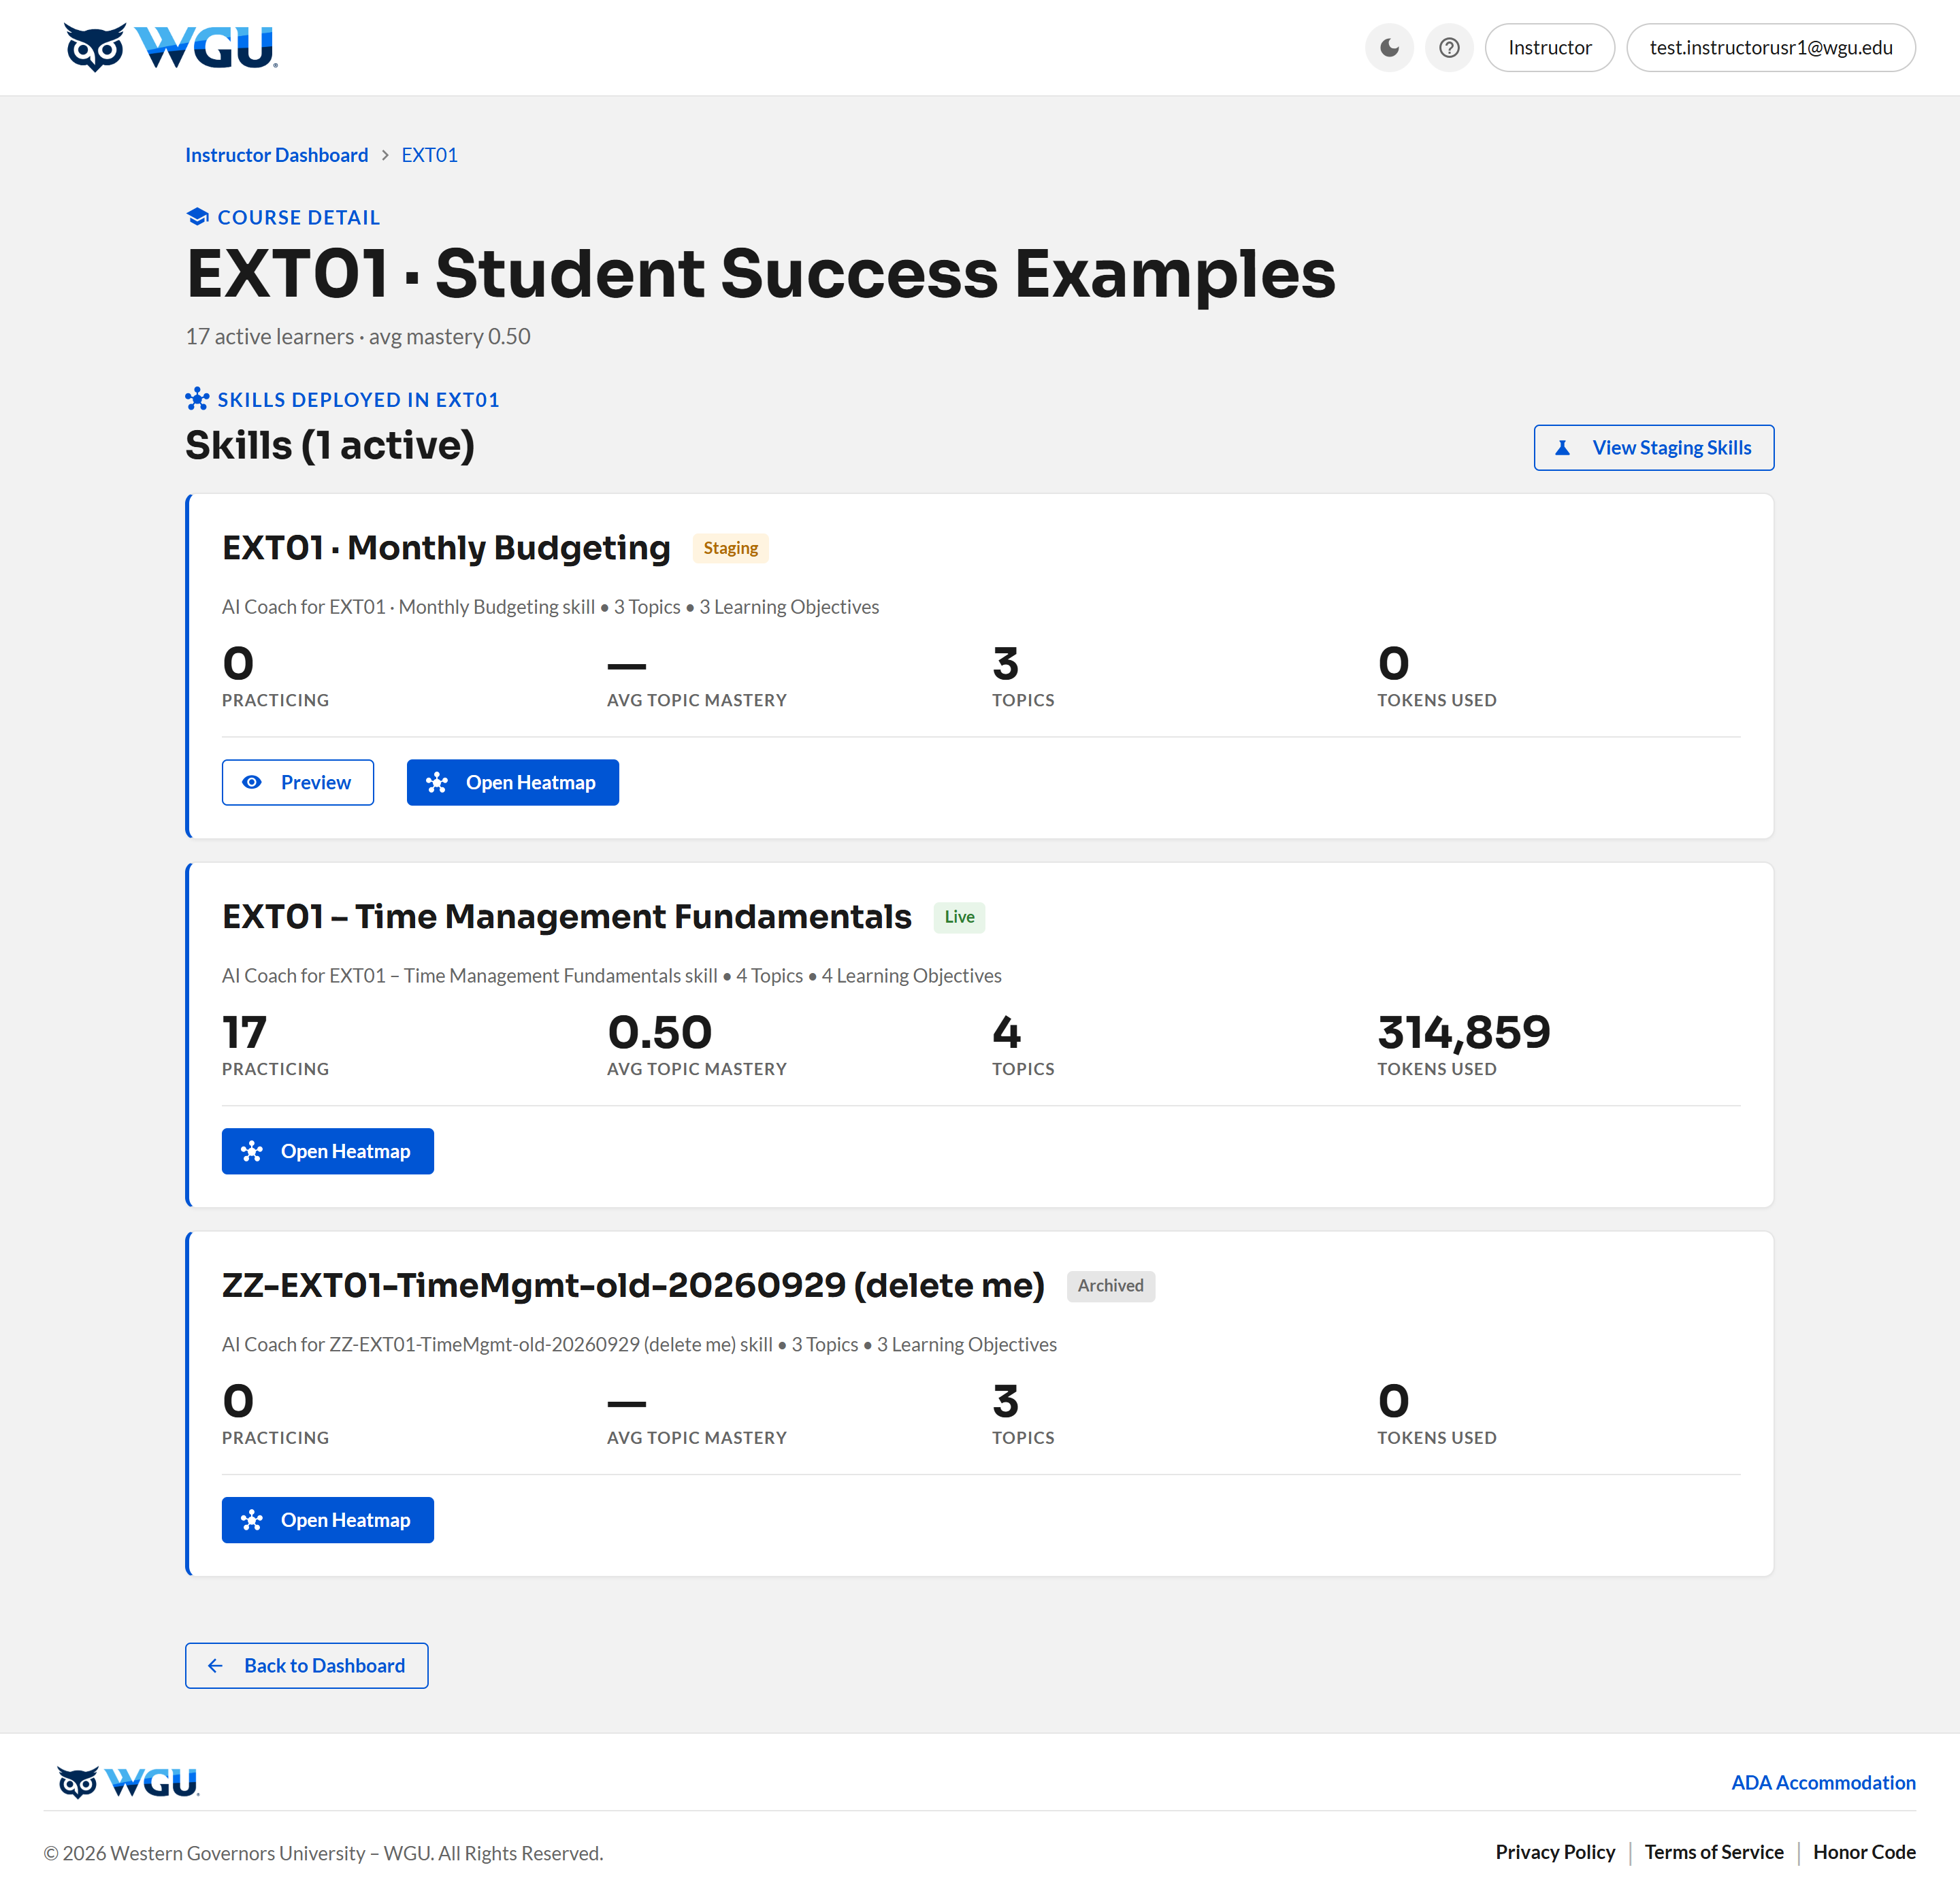 WGU
Instructor
test.instructorusr1@wgu.edu
Instructor Dashboard > EXT01
COURSE DETAIL
EXT01 · Student Success Examples
17 active learners · avg mastery 0.50
SKILLS DEPLOYED IN EXT01
Skills (1 active)
View Staging Skills
EXT01 · Monthly Budgeting Staging
AI Coach for EXT01 · Monthly Budgeting skill • 3 Topics • 3 Learning Objectives
0 — 3 0
PRACTICING AVG TOPIC MASTERY TOPICS TOKENS USED
Preview Open Heatmap
EXT01 – Time Management Fundamentals Live
AI Coach for EXT01 – Time Management Fundamentals skill • 4 Topics • 4 Learning Objectives
17 0.50 4 314,859
PRACTICING AVG TOPIC MASTERY TOPICS TOKENS USED
Open Heatmap
ZZ-EXT01-TimeMgmt-old-20260929 (delete me) Archived
AI Coach for ZZ-EXT01-TimeMgmt-old-20260929 (delete me) skill • 3 Topics • 3 Learning Objectives
0 — 3 0
PRACTICING AVG TOPIC MASTERY TOPICS TOKENS USED
Open Heatmap
Back to Dashboard
WGU
ADA Accommodation
© 2026 Western Governors University – WGU. All Rights Reserved.
Privacy Policy | Terms of Service | Honor Code